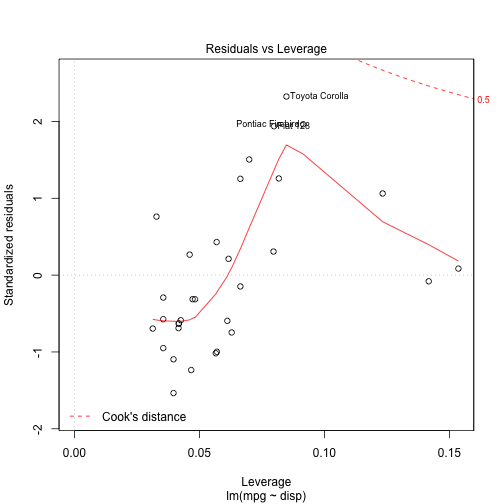 Residuals vs Leverage
Toyota Corolla
0.5
Pontiac Firebird
Fiat 128
2
1
0
-1
-2
Standardized residuals
Cook's distance
0.00 0.05 0.10 0.15
Leverage
lm(mpg ~ disp)